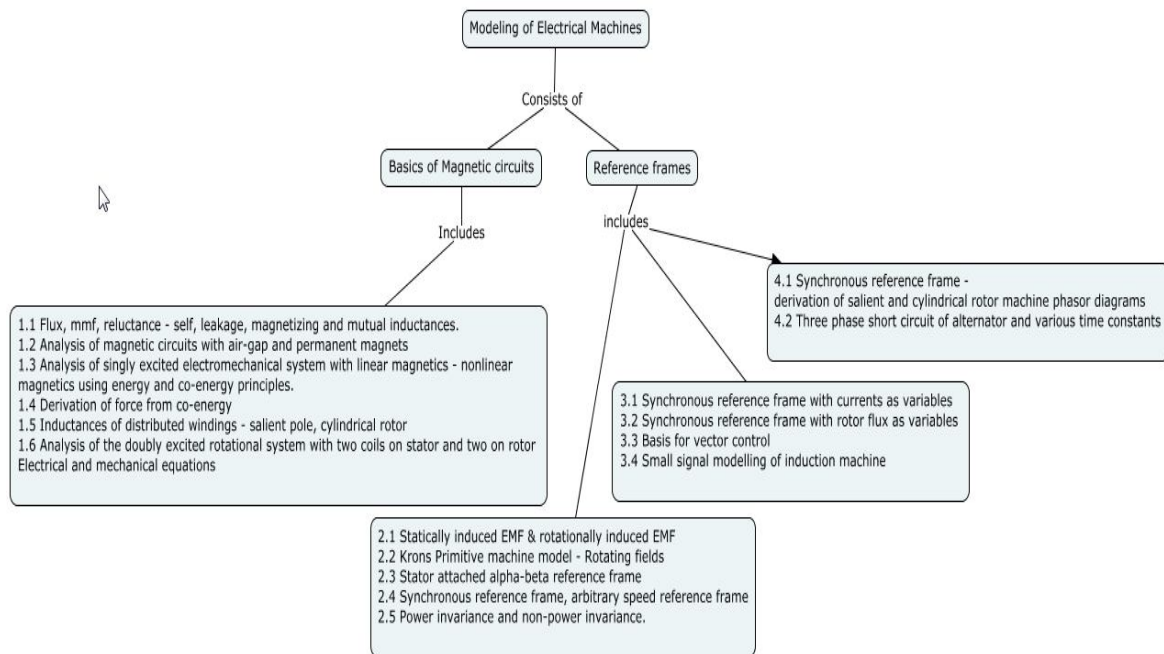 Modeling of Electrical Machines
Consists of
Basics of Magnetic circuits
Reference frames
Includes
includes
4.1 Synchronous reference frame -
derivation of salient and cylindrical rotor machine phasor diagrams
4.2 Three phase short circuit of alternator and various time constants
1.1 Flux, mmf, reluctance - self, leakage, magnetizing and mutual inductances.
1.2 Analysis of magnetic circuits with air-gap and permanent magnets
1.3 Analysis of singly excited electromechanical system with linear magnetics - nonlinear
magnetics using energy and co-energy principles.
1.4 Derivation of force from co-energy
1.5 Inductances of distributed windings - salient pole, cylindrical rotor
1.6 Analysis of the doubly excited rotational system with two coils on stator and two on rotor
Electrical and mechanical equations
3.1 Synchronous reference frame with currents as variables
3.2 Synchronous reference frame with rotor flux as variables
3.3 Basis for vector control
3.4 Small signal modelling of induction machine
2.1 Statically induced EMF & rotationally induced EMF
2.2 Krons Primitive machine model - Rotating fields
2.3 Stator attached alpha-beta reference frame
2.4 Synchronous reference frame, arbitrary speed reference frame
2.5 Power invariance and non-power invariance.